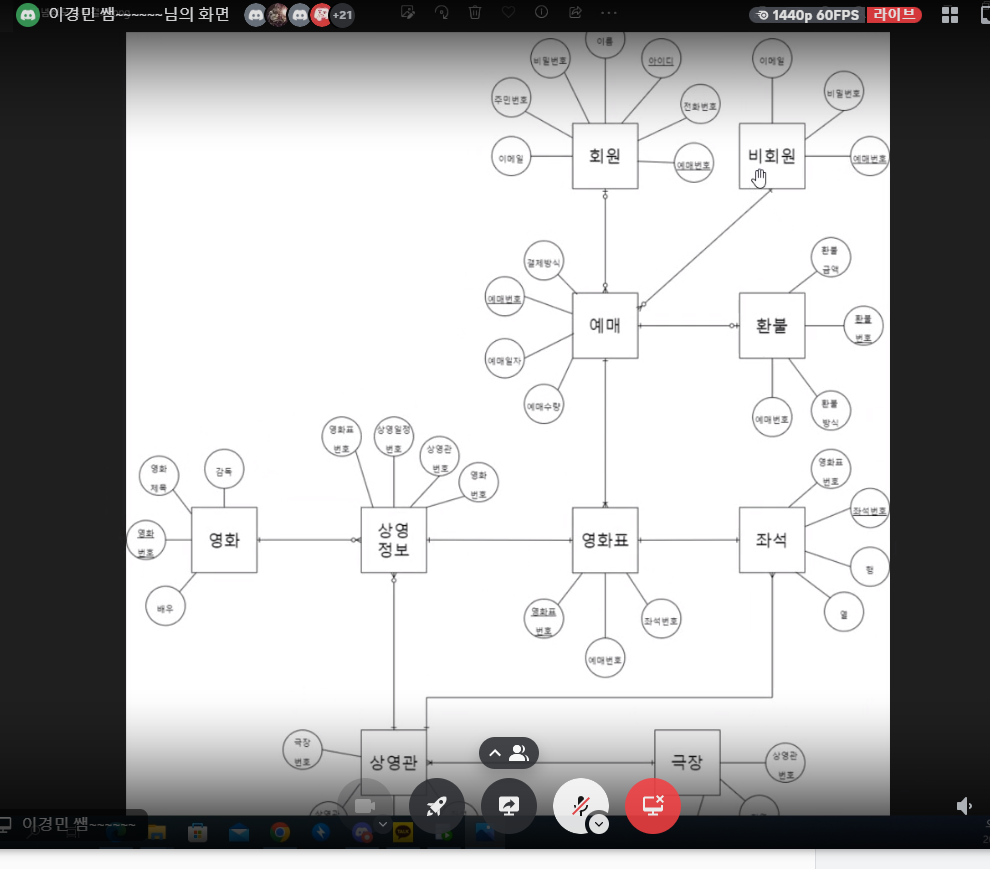 이경민 쌤~~~~~~님의 화면
+21
1440p 60FPS
라이브
이름
비밀번호
아이디
이메일
주민번호
전화번호
비밀번호
이메일
회원
예매번호
비회원
예매번호
결제방식
환불
금액
예매번호
예매
환불
환불
번호
예매일자
예매수량
예매번호
환불
방식
영화표
번호
상영일정
번호
상영관
번호
영화
번호
영화
제목
감독
영화표
번호
좌석번호
영화
번호
영화
상영
정보
영화표
좌석
행
배우
영화표
번호
예매번호
좌석번호
열
극장
번호
상영관
극장
상영관
번호
상영관
이경민 쌤~~~~~~